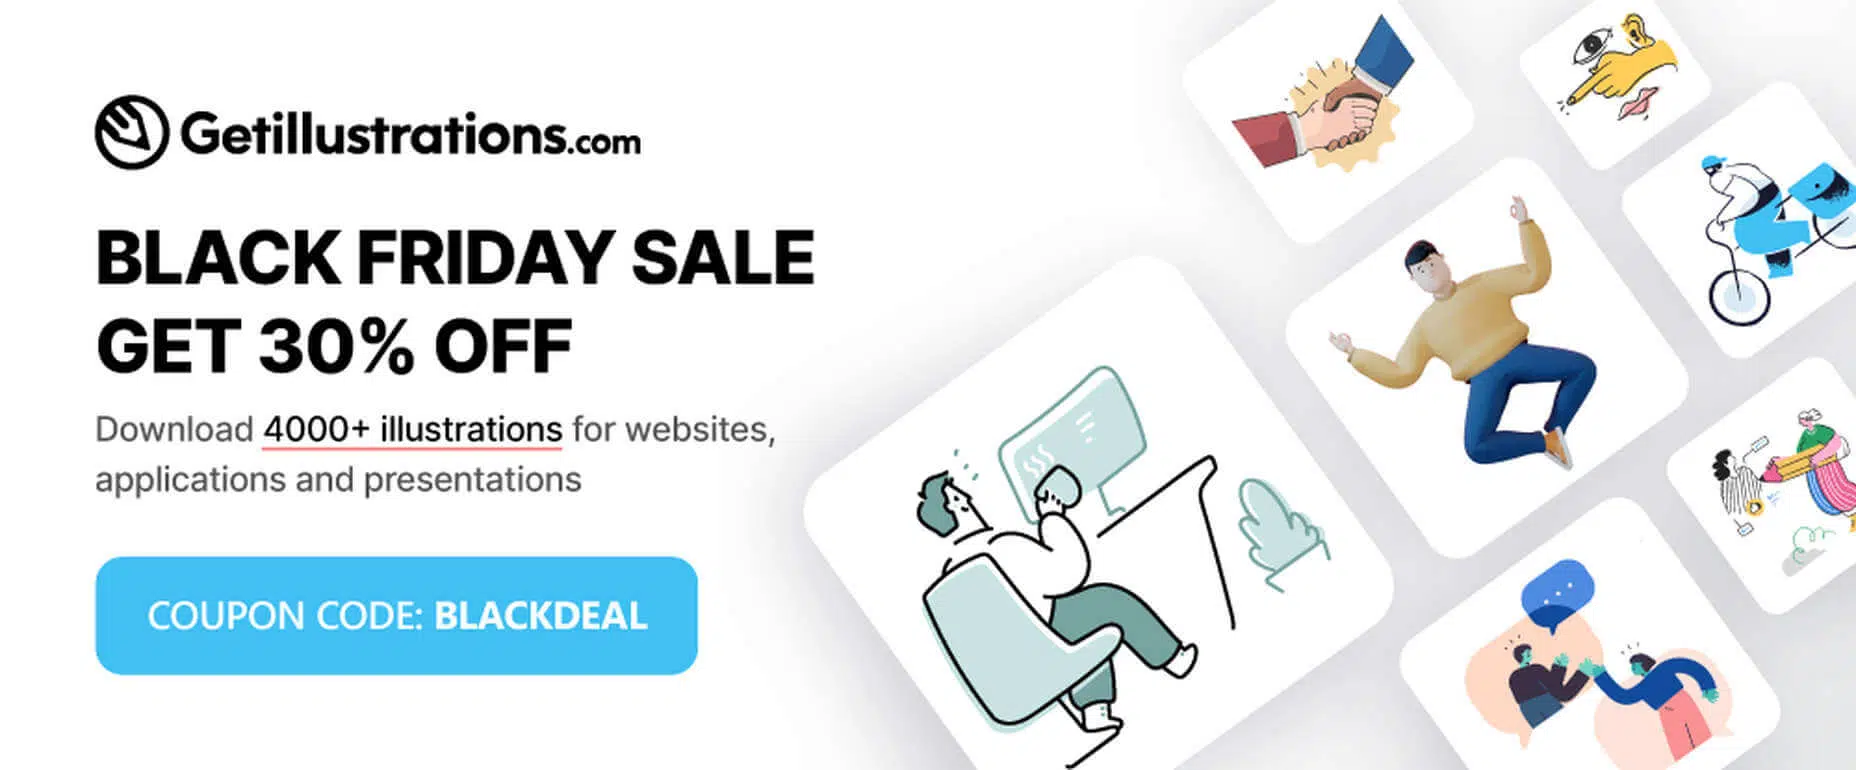 Getillustrations.com
BLACK FRIDAY SALE
GET 30% OFF
Download 4000+ illustrations for websites,
applications and presentations
COUPON CODE: BLACKDEAL